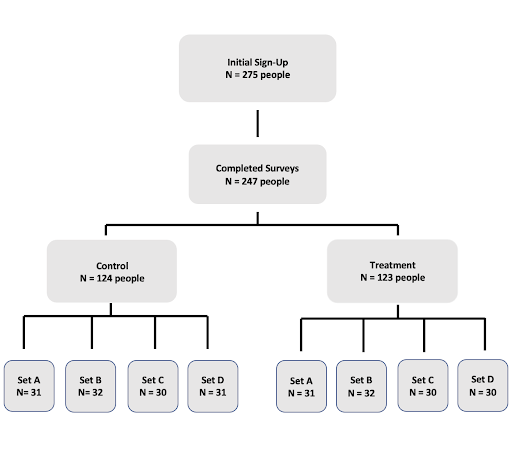 Initial Sign-Up
N = 275 people
Completed Surveys
N = 247 people
Control
N = 124 people
Treatment
N = 123 people
Set A
N= 31
Set B
N= 32
Set C
N = 30
Set D
N = 31
Set A
N = 31
Set B
N = 32
Set C
N = 30
Set D
N = 30